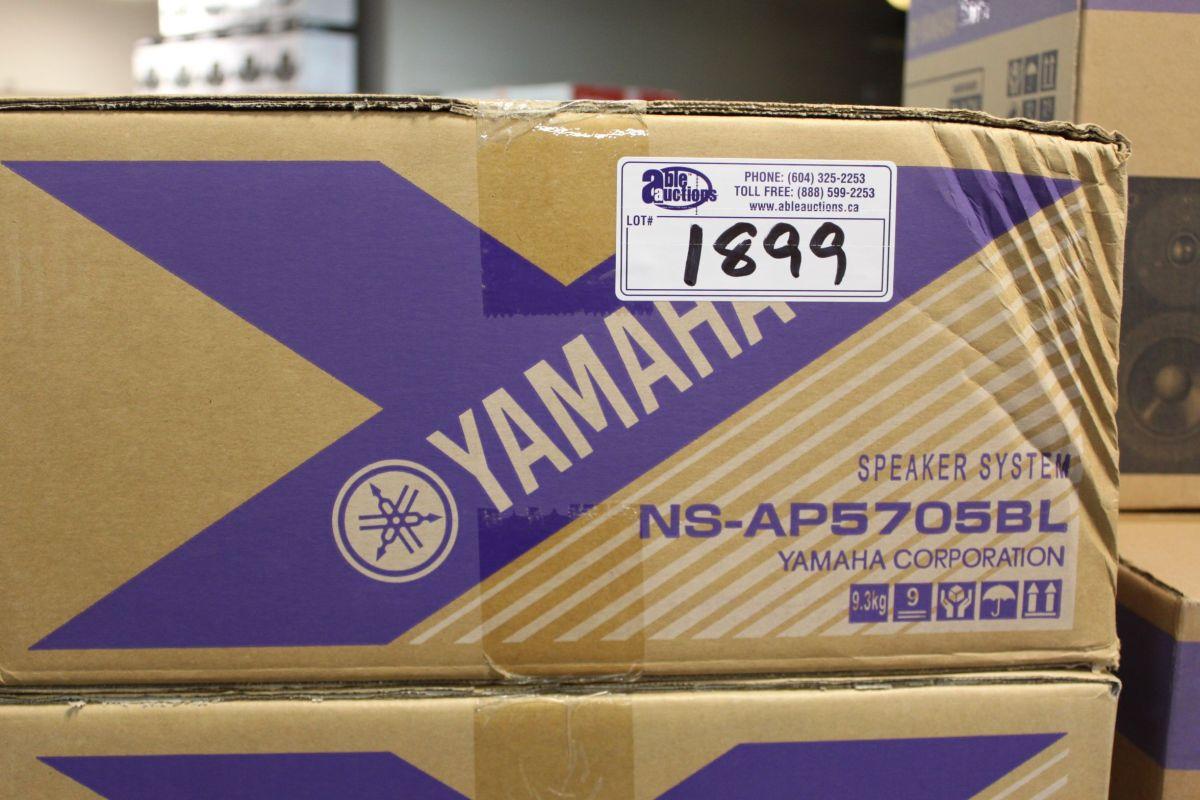 able auctions
PHONE: (604) 325-2253
TOLL FREE: (888) 599-2253
www.ableauctions.ca
LOT#
1899
YAMAHA
SPEAKER SYSTEM
NS-AP5705BL
YAMAHA CORPORATION
9.3kg 9